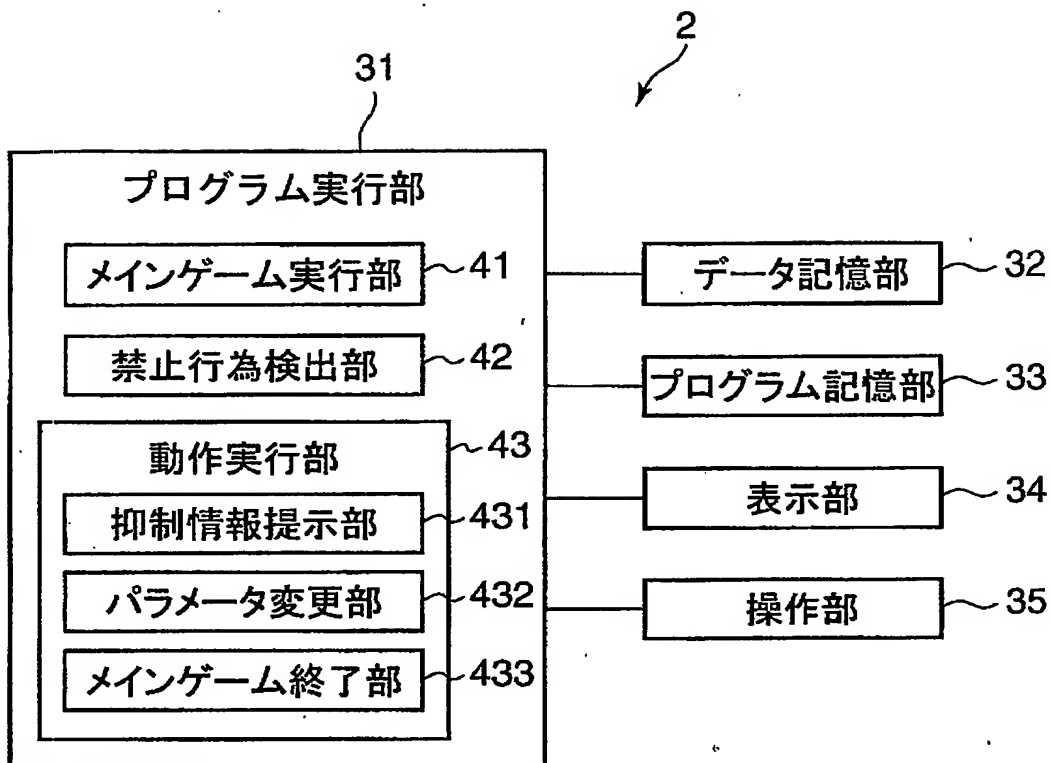 2
31
プログラム実行部
メインゲーム実行部 41
禁止行為検出部 42
動作実行部 43
抑制情報提示部 431
パラメータ変更部 432
メインゲーム終了部 433
データ記憶部 32
プログラム記憶部 33
表示部 34
操作部 35